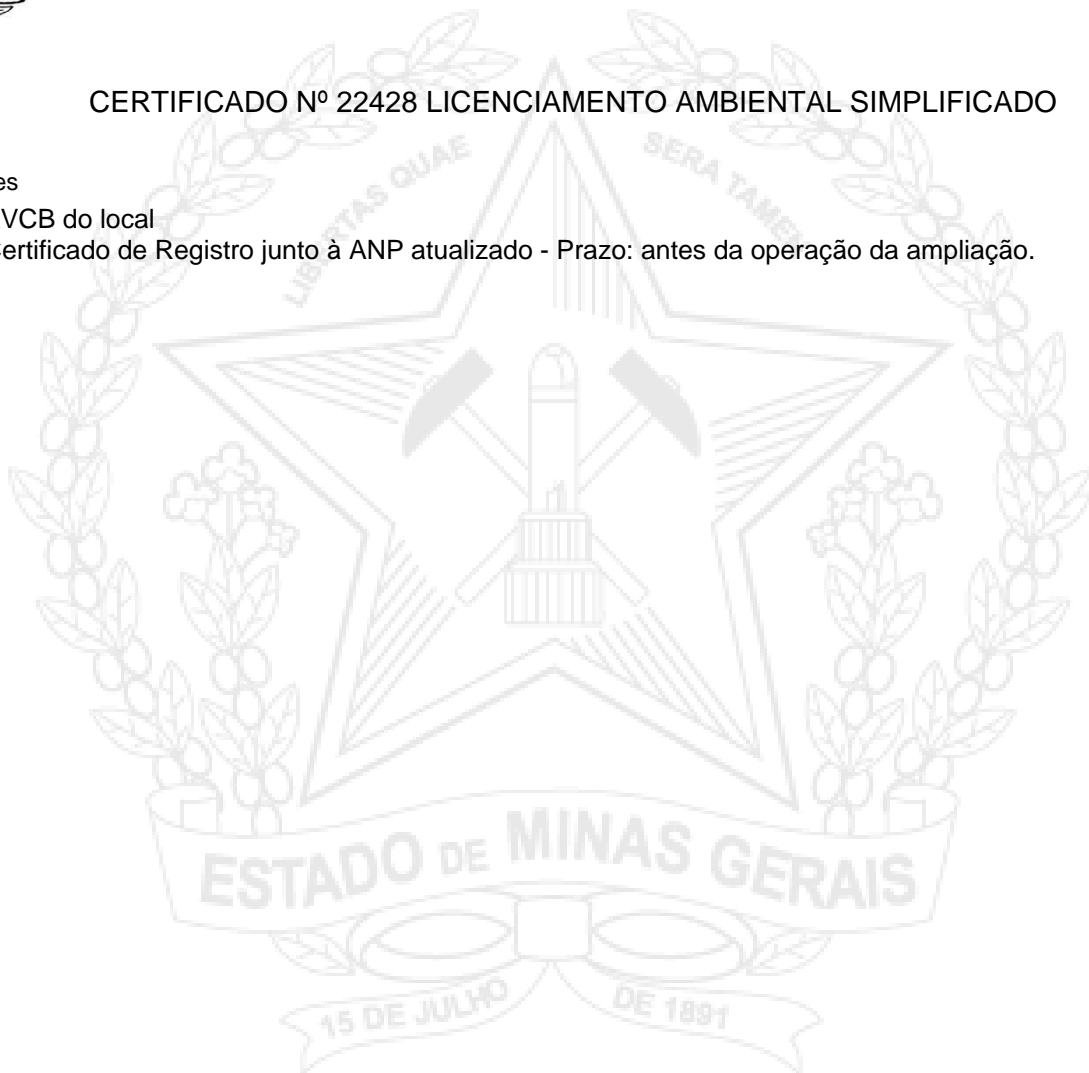 CERTIFICADO Nº 22428 LICENCIAMENTO AMBIENTAL SIMPLIFICADO
es
VCB do local
ertificado de Registro junto à ANP atualizado - Prazo: antes da operação da ampliação.
LIBERTAS QUAE SERA TAMEN
ESTADO DE MINAS GERAIS
15 DE JULHO DE 1891